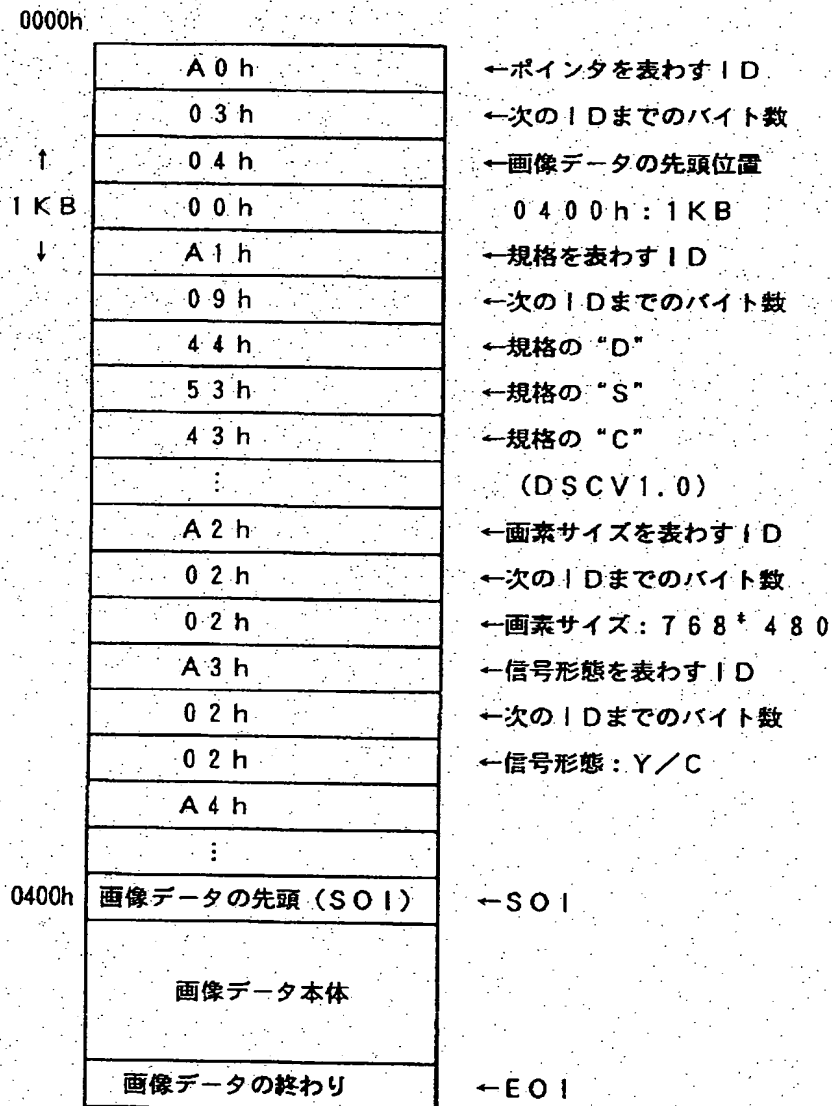 0000h
A0h ←ポインタを表わすID
03h ←次のIDまでのバイト数
↑ 04h ←画像データの先頭位置
1KB 00h 0400h:1KB
↓ A1h ←規格を表わすID
09h ←次のIDまでのバイト数
44h ←規格の“D”
53h ←規格の“S”
43h ←規格の“C”
⋮ (DSCV1.0)
A2h ←画素サイズを表わすID
02h ←次のIDまでのバイト数
02h ←画素サイズ:768*480
A3h ←信号形態を表わすID
02h ←次のIDまでのバイト数
02h ←信号形態:Y/C
A4h
⋮
0400h 画像データの先頭(SOI) ←SOI
画像データ本体
画像データの終わり ←EOI